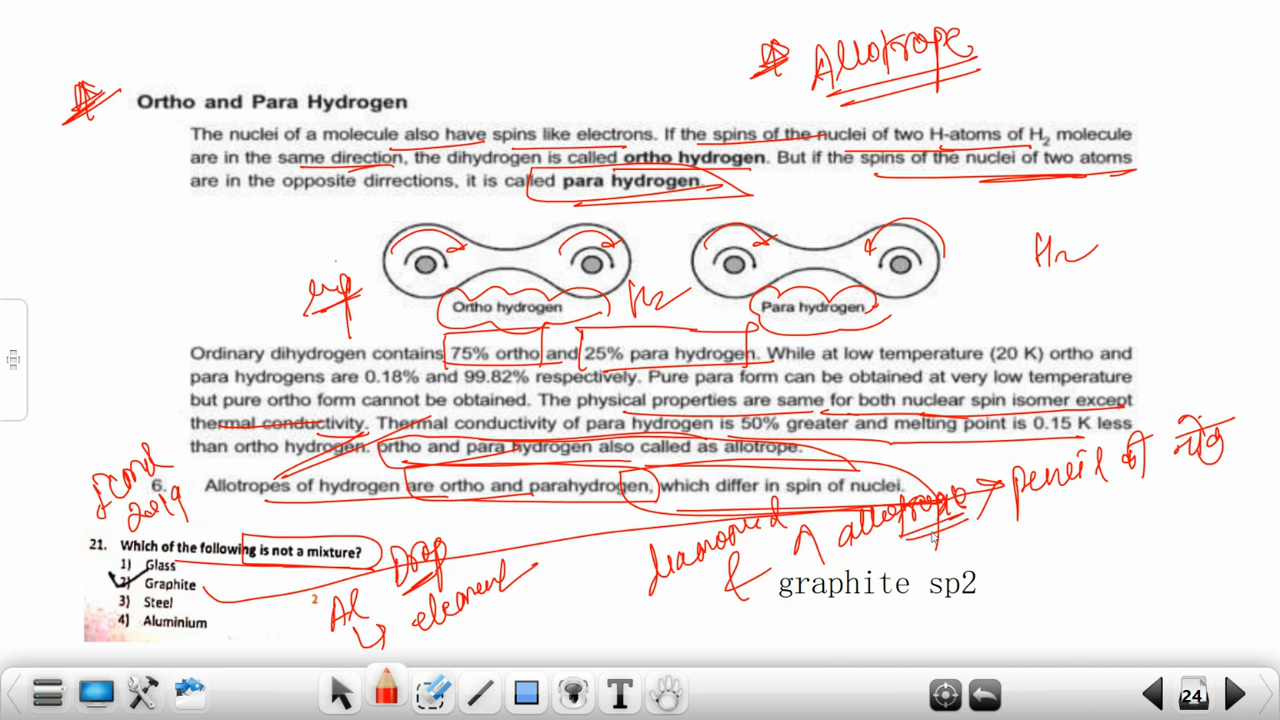 * Allotrope
Ortho and Para Hydrogen
The nuclei of a molecule also have spins like electrons. If the spins of the nuclei of two H-atoms of H2 molecule
are in the same direction, the dihydrogen is called ortho hydrogen. But if the spins of the nuclei of two atoms
are in the opposite dirrections, it is called para hydrogen.
H2
Ortho hydrogen
H2
Para hydrogen
Ordinary dihydrogen contains 75% ortho and 25% para hydrogen. While at low temperature (20 K) ortho and
para hydrogens are 0.18% and 99.82% respectively. Pure para form can be obtained at very low temperature
but pure ortho form cannot be obtained. The physical properties are same for both nuclear spin isomer except
thermal conductivity. Thermal conductivity of para hydrogen is 50% greater and melting point is 0.15 K less
than ortho hydrogen. ortho and para hydrogen also called as allotrope.
6. Allotropes of hydrogen are ortho and parahydrogen, which differ in spin of nuclei.
2019
allotrope → pencil की नोंक
&
graphite sp2
21. Which of the following is not a mixture?
1) Glass
2) Graphite
3) Steel
4) Aluminium
2
Drop
Al
↳ element
24